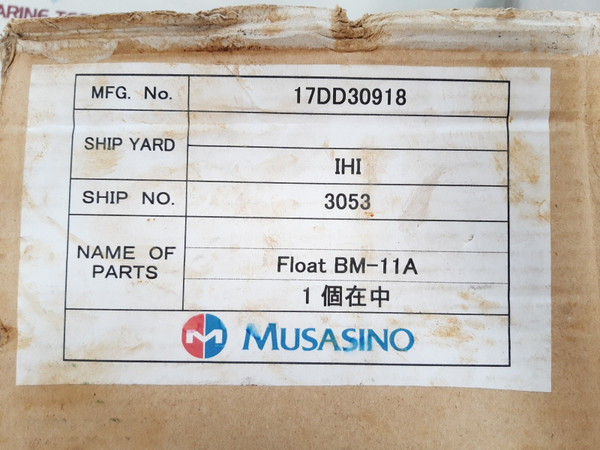 MFG. No. 17DD30918
SHIP YARD
IHI
SHIP NO. 3053
NAME OF PARTS
Float BM-11A
1 個在中
MUSASINO